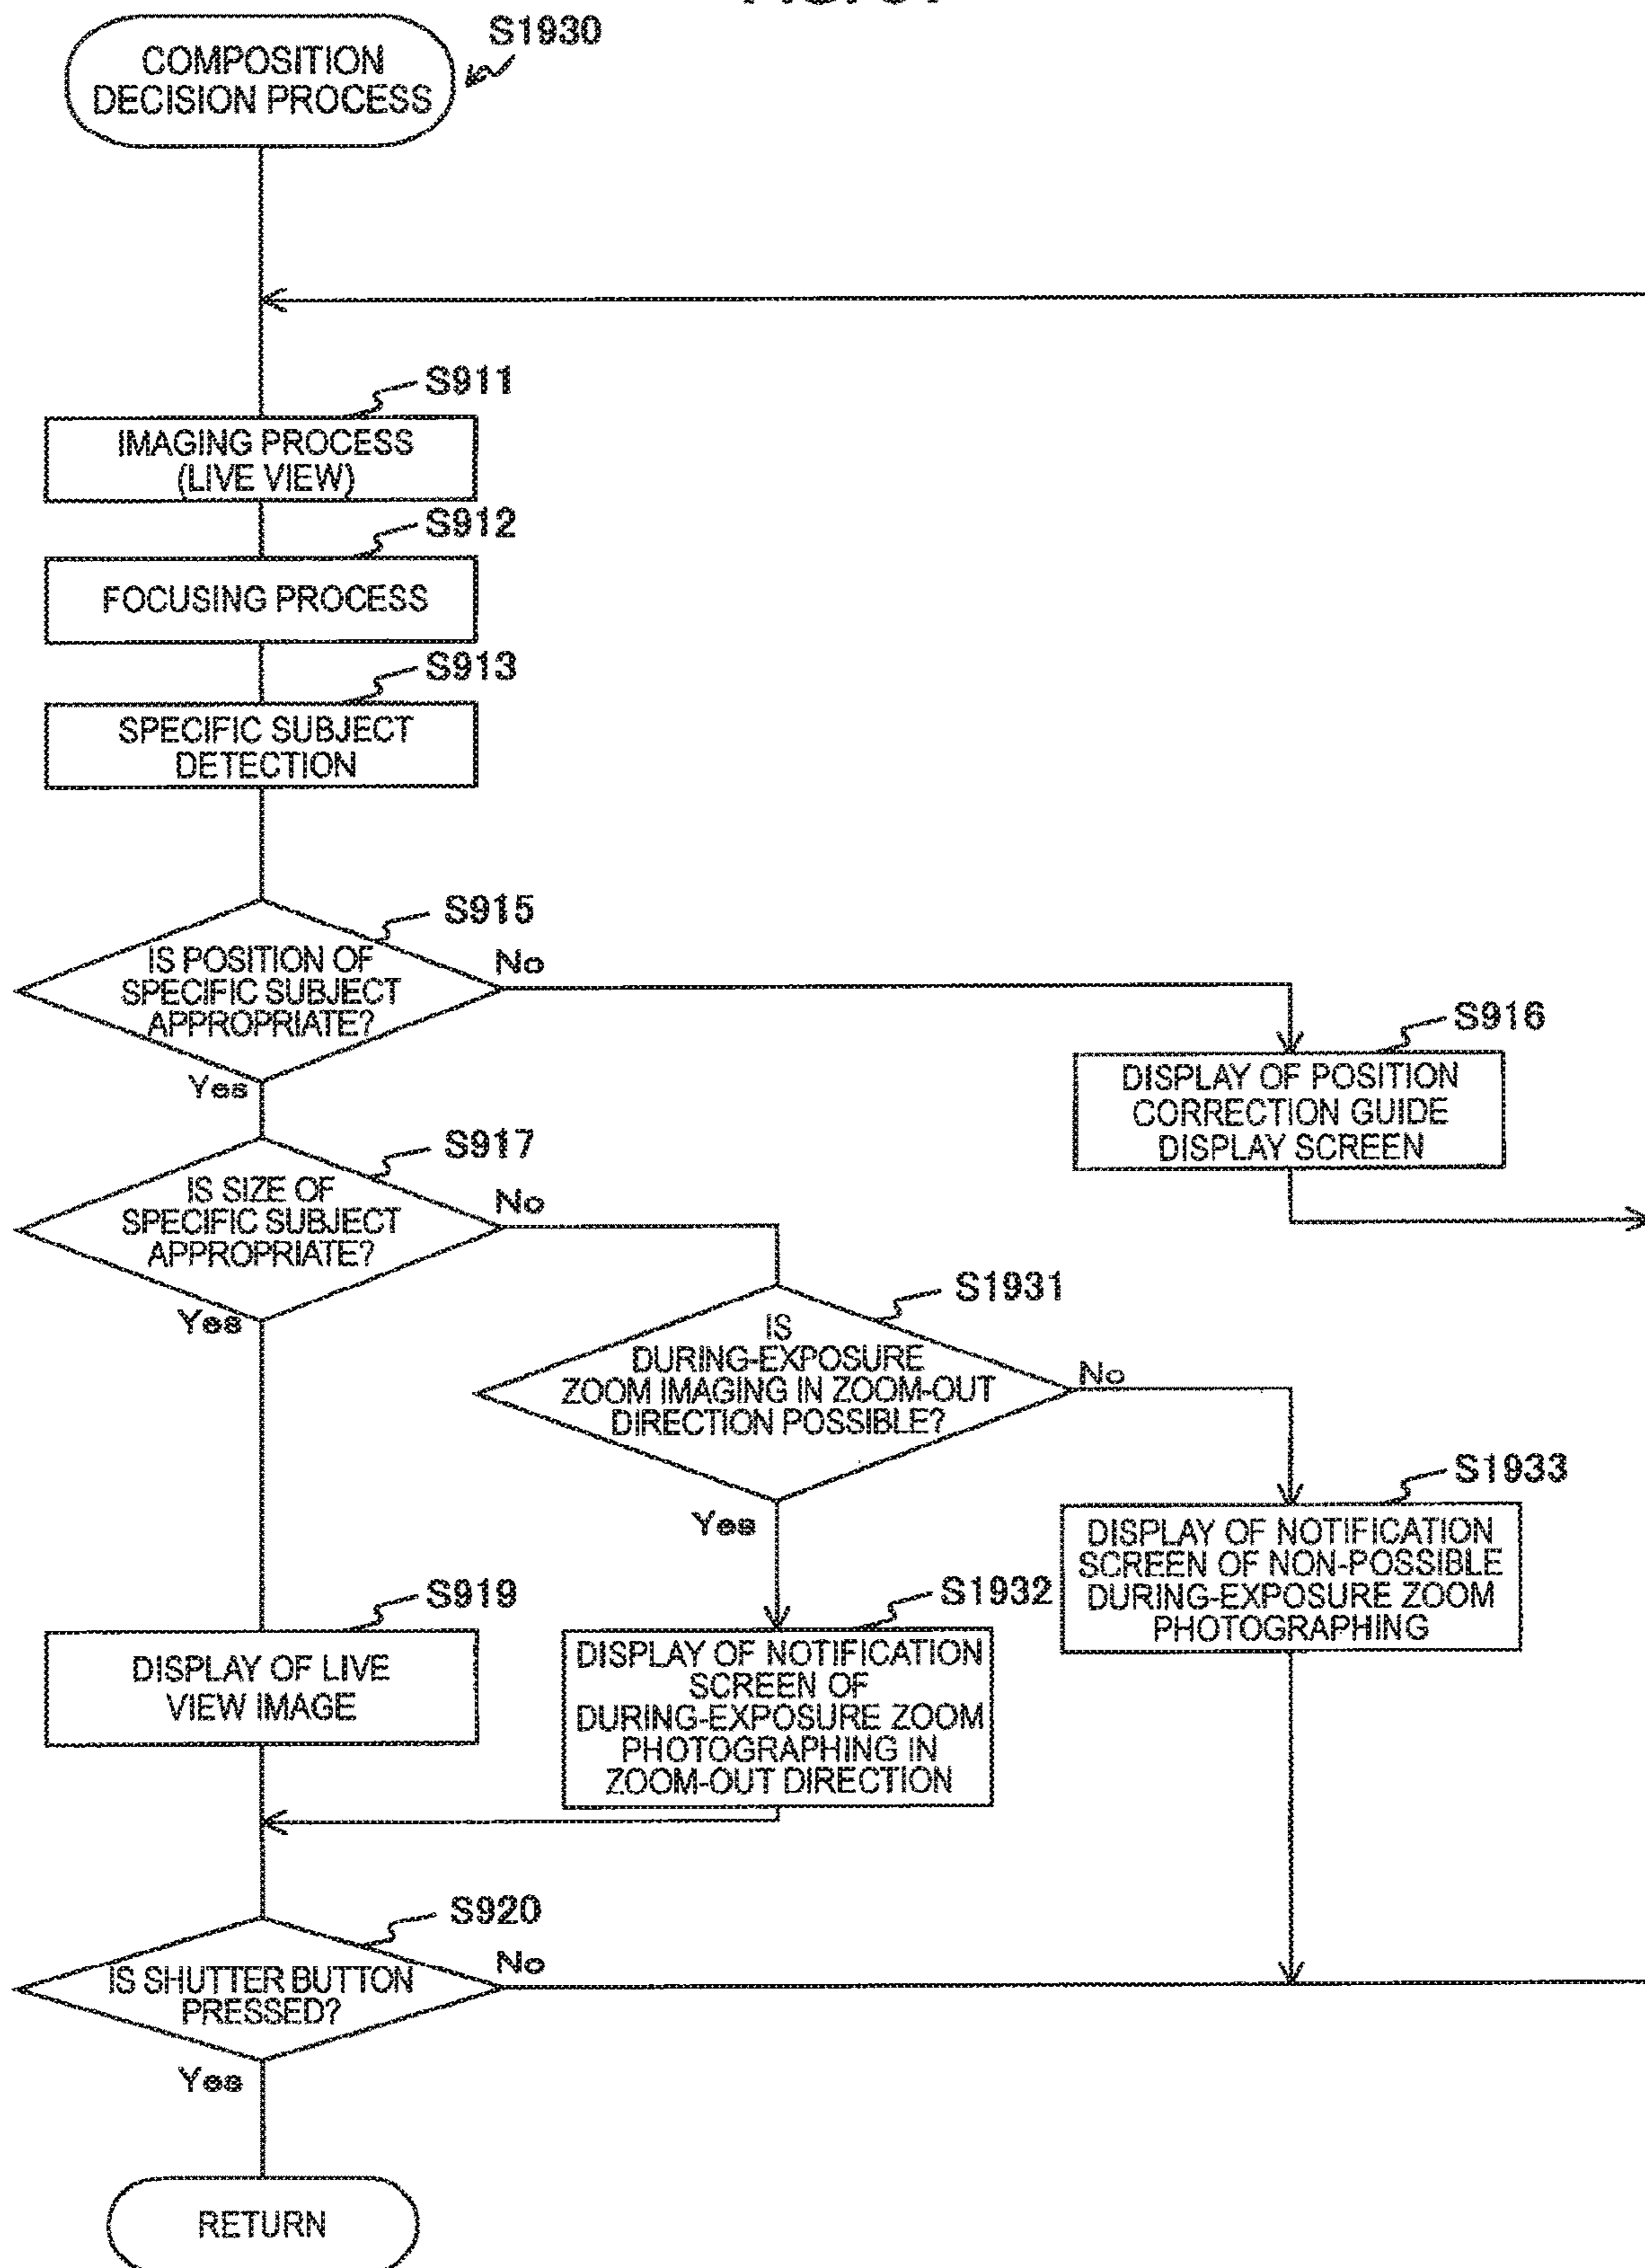 S1930
COMPOSITION
DECISION PROCESS
S911
IMAGING PROCESS
(LIVE VIEW)
S912
FOCUSING PROCESS
S913
SPECIFIC SUBJECT
DETECTION
S915
IS POSITION OF
SPECIFIC SUBJECT
APPROPRIATE?
No
Yes
S916
DISPLAY OF POSITION
CORRECTION GUIDE
DISPLAY SCREEN
S917
IS SIZE OF
SPECIFIC SUBJECT
APPROPRIATE?
No
Yes
S1931
IS
DURING-EXPOSURE
ZOOM IMAGING IN ZOOM-OUT
DIRECTION POSSIBLE?
No
Yes
S1933
DISPLAY OF NOTIFICATION
SCREEN OF NON-POSSIBLE
DURING-EXPOSURE ZOOM
PHOTOGRAPHING
S919
DISPLAY OF LIVE
VIEW IMAGE
S1932
DISPLAY OF NOTIFICATION
SCREEN OF
DURING-EXPOSURE ZOOM
PHOTOGRAPHING IN
ZOOM-OUT DIRECTION
S920
IS SHUTTER BUTTON
PRESSED?
No
Yes
RETURN